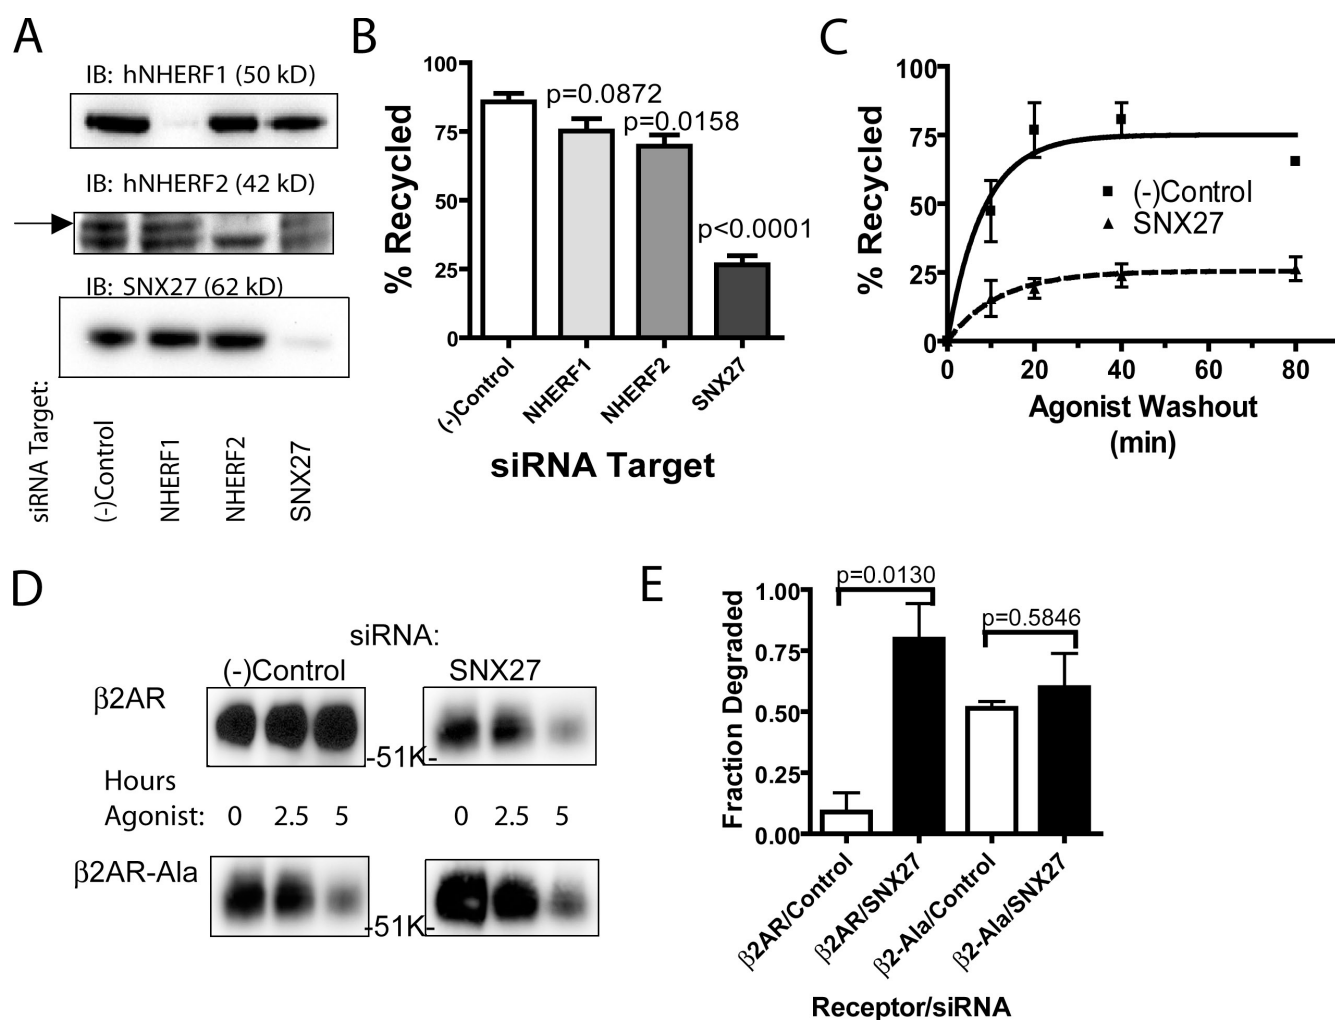 A
IB: hNHERF1 (50 kD)
IB: hNHERF2 (42 kD)
IB: SNX27 (62 kD)
siRNA Target:
(-)Control
NHERF1
NHERF2
SNX27
B
% Recycled
100
75
50
25
0
p=0.0872
p=0.0158
p<0.0001
(-)Control
NHERF1
NHERF2
SNX27
siRNA Target
C
% Recycled
100
75
50
25
0
(-)Control
SNX27
0 20 40 60 80
Agonist Washout
(min)
D
siRNA:
(-)Control SNX27
β2AR
-51K-
Hours
Agonist: 0 2.5 5 0 2.5 5
β2AR-Ala
-51K-
E
Fraction Degraded
1.00
0.75
0.50
0.25
0.00
p=0.0130
p=0.5846
β2AR/Control
β2AR/SNX27
β2-Ala/Control
β2-Ala/SNX27
Receptor/siRNA